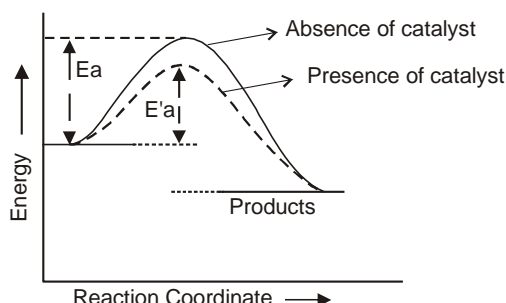 Absence of catalyst
Ea
Presence of catalyst
E'a
Energy
Products
Reaction Coordinate